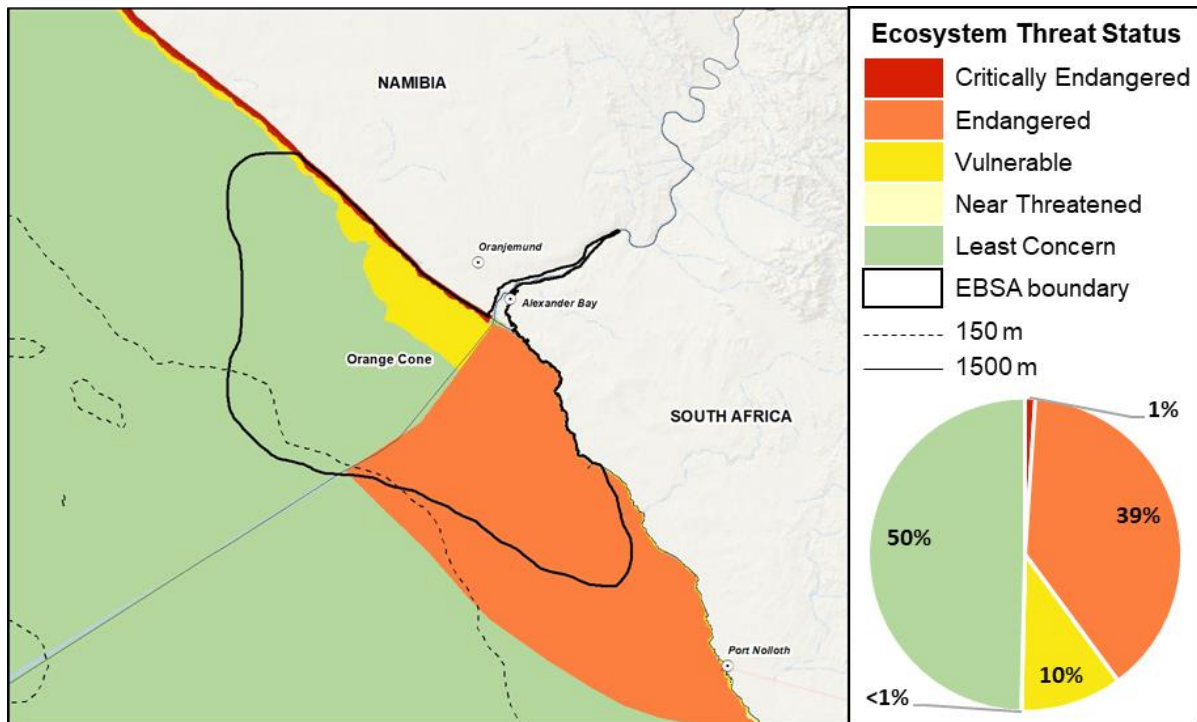 NAMIBIA
Oranjemund
Alexander Bay
Orange Cone
SOUTH AFRICA
Port Nolloth
Ecosystem Threat Status
Critically Endangered
Endangered
Vulnerable
Near Threatened
Least Concern
EBSA boundary
150 m
1500 m
1%
39%
50%
10%
<1%